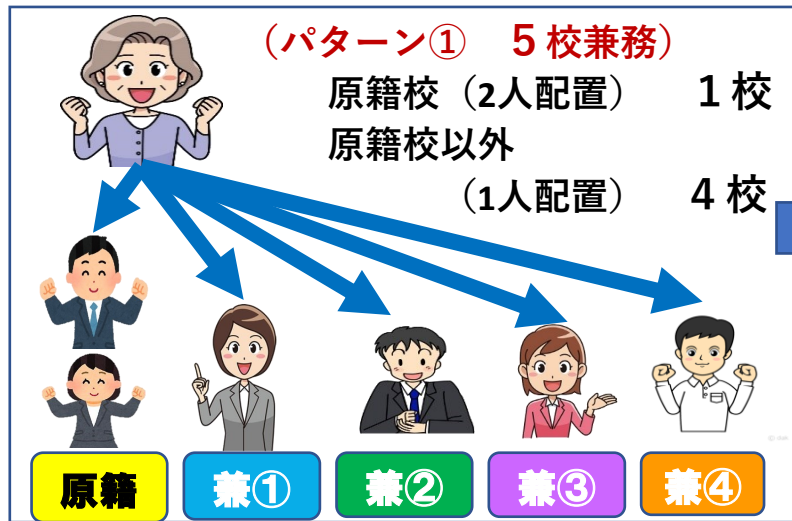 （パターン① ５校兼務）
原籍校（2人配置） １校
原籍校以外
（1人配置） ４校
原籍 兼① 兼② 兼③ 兼④